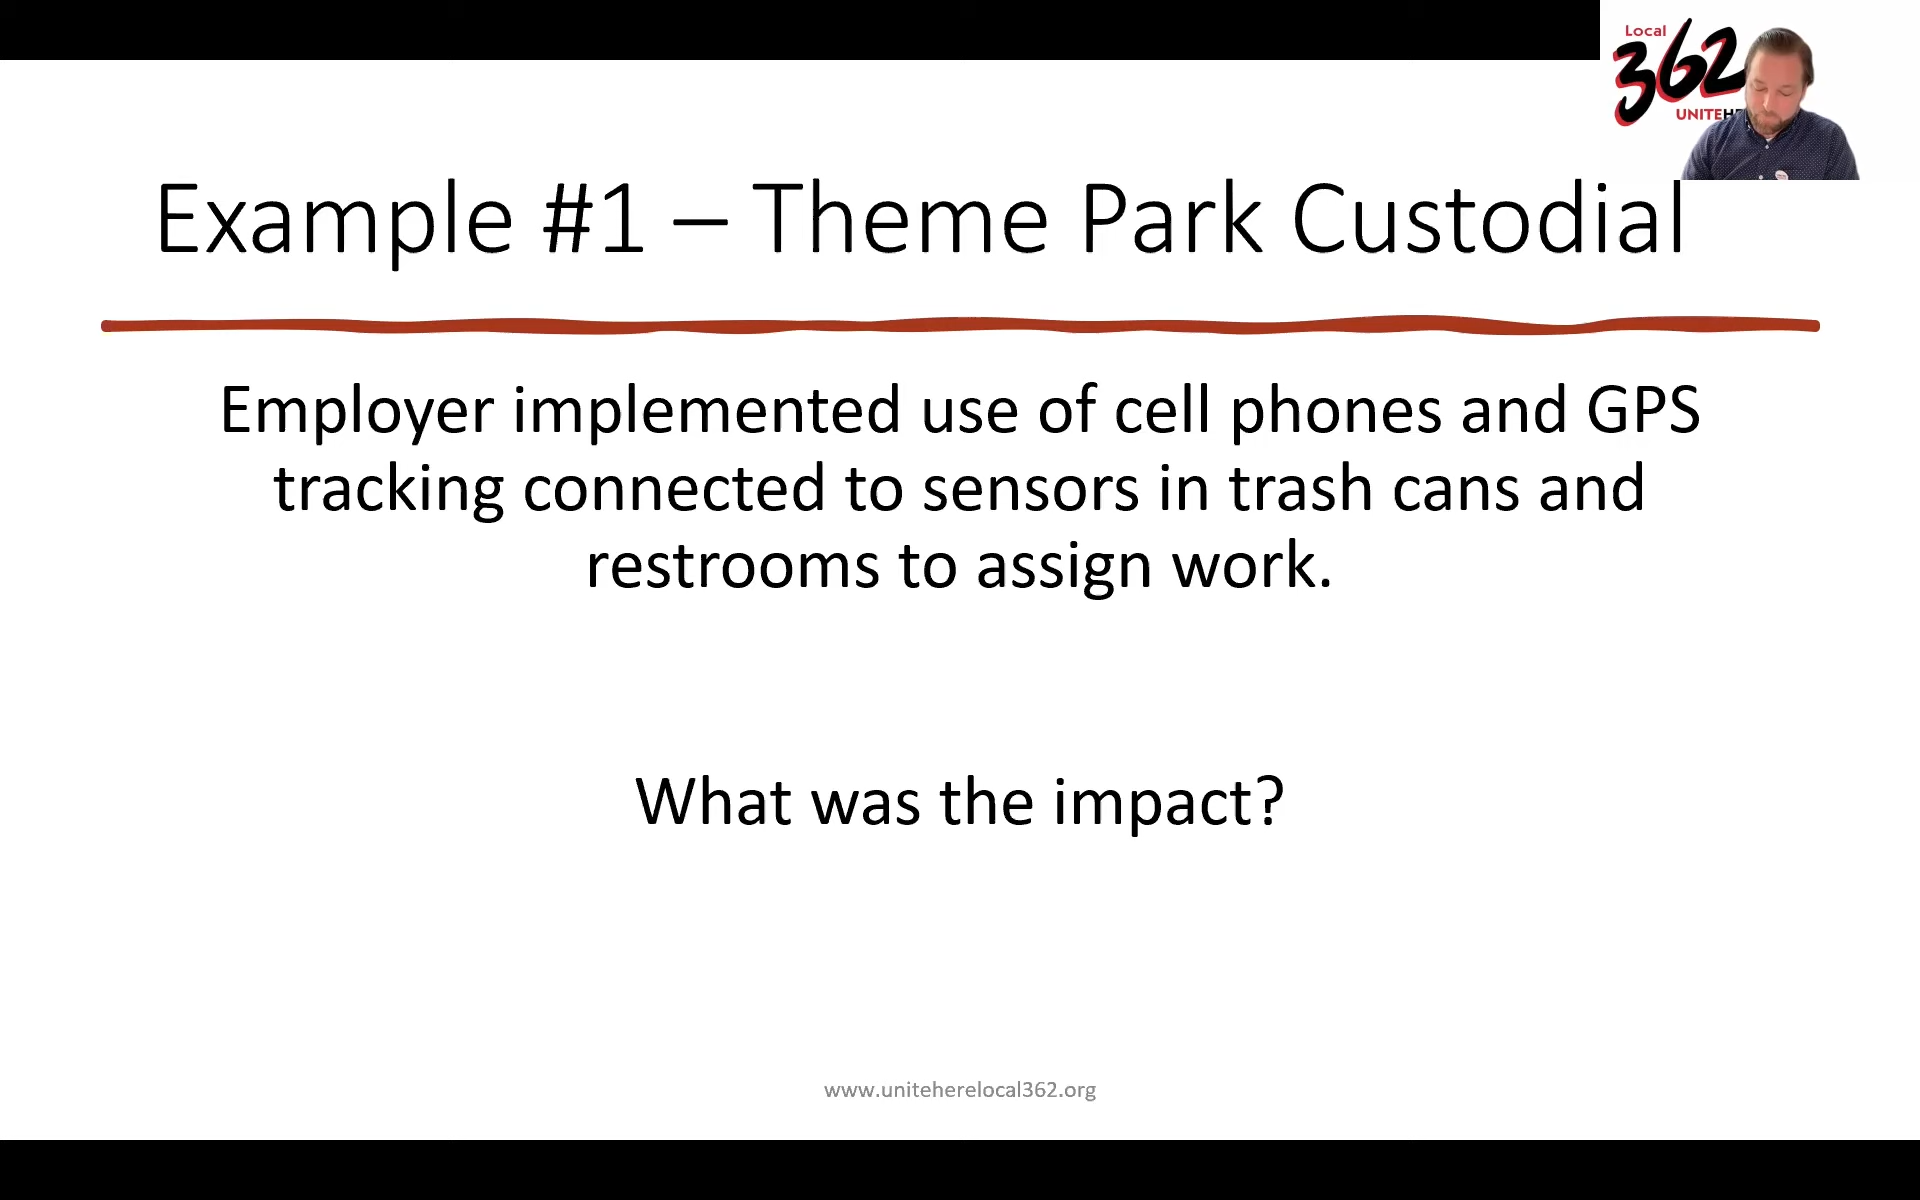 Local
362
UNITEHE
Example #1 – Theme Park Custodial
Employer implemented use of cell phones and GPS
tracking connected to sensors in trash cans and
restrooms to assign work.
What was the impact?
www.uniteherelocal362.org